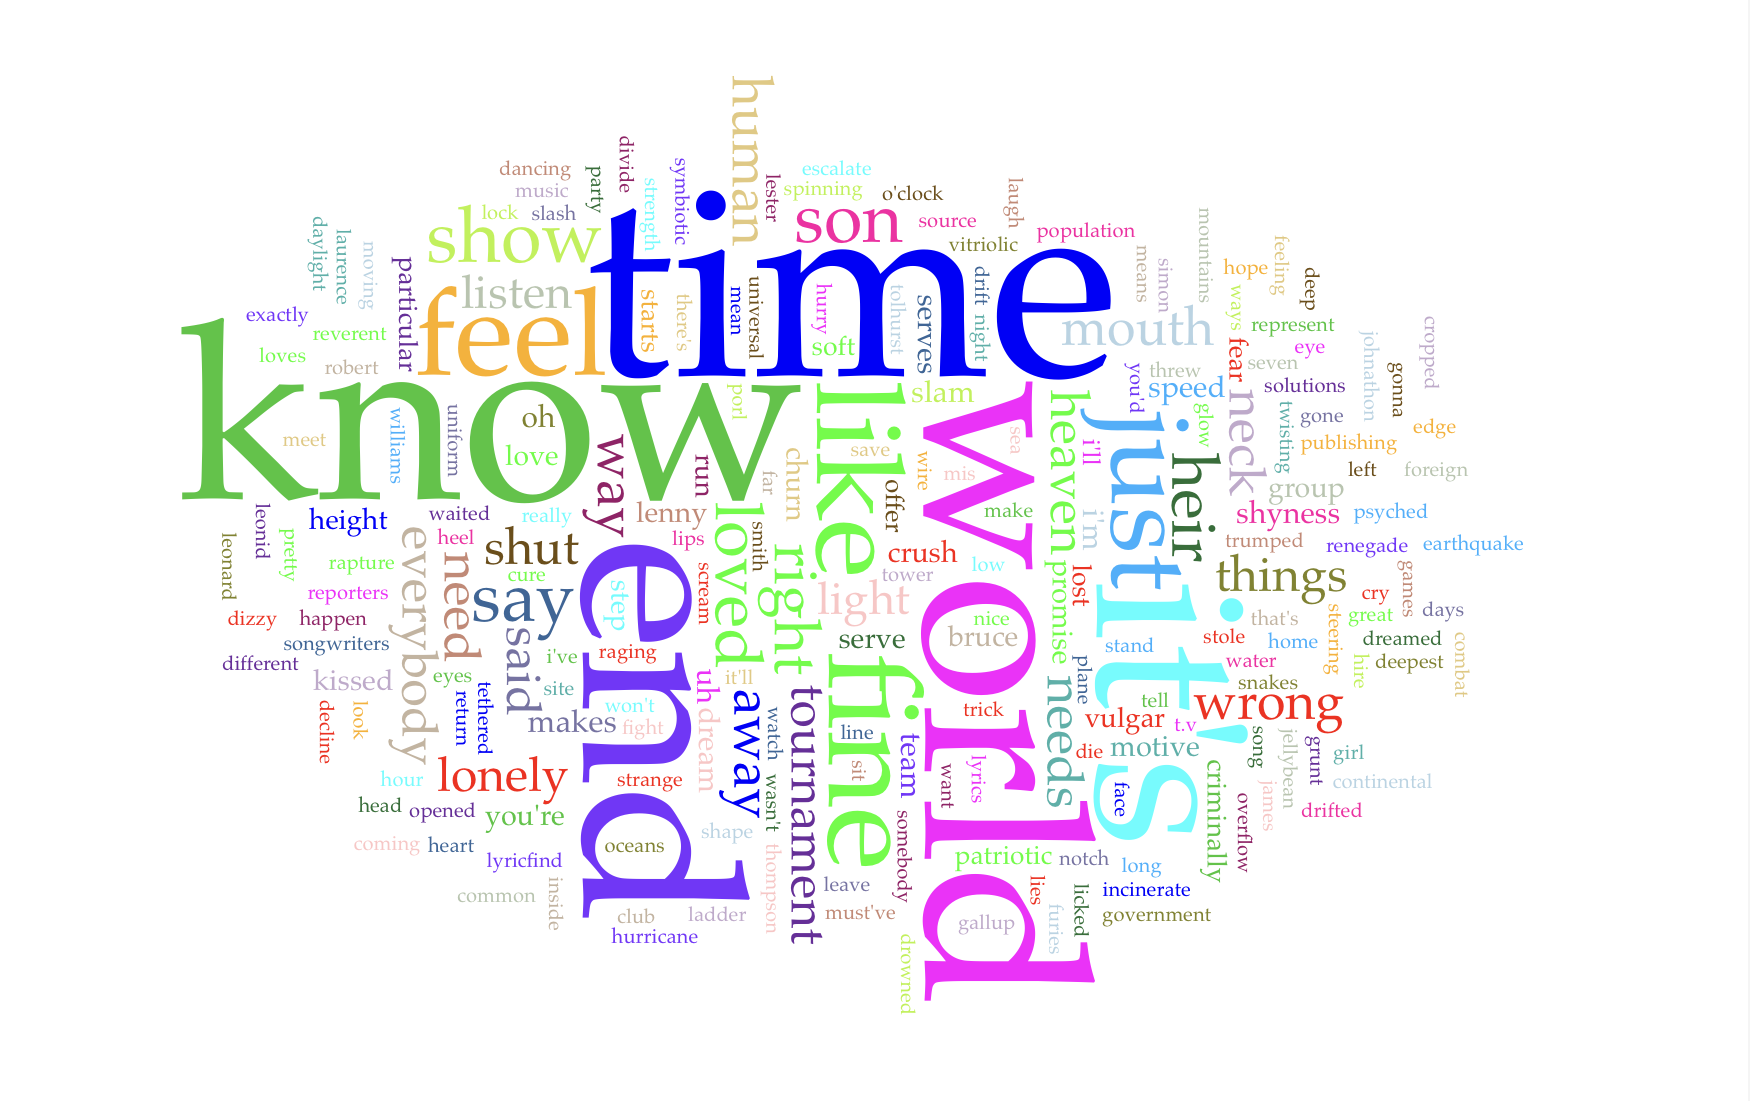 human
divide
dancing
party
symbiotic
lester
escalate
spinning
o'clock
laugh
music
strength
lock
slash
show
time
son
source
vitriolic
population
mountains
daylight
laurence
moving
particular
listen
feel
starts
there's
mean
universal
hurry
tolhurst
serves
drift
night
soft
means
simon
mouth
hope
feeling
deep
ways
represent
exactly
reverent
loves
robert
know
eye
johnathon
cropped
gonna
fear
seven
threw
you'd
speed
solutions
meet
williams
uniform
oh
love
way
run
porl
far
churn
like
slam
save
wire
offer
world
sea
mis
heaven
i'll
just
their
glow
neck
twisting
gone
publishing
edge
left
foreign
group
leonid
height
waited
really
lenny
loved
smith
make
i'm
shyness
psyched
leonard
pretty
rapture
everybody
heel
need
shut
lips
right
crush
tower
low
promise
lost
trumped
renegade
earthquake
cure
say
end
step
scream
light
things
games
reporters
dizzy
happen
songwriters
different
said
i've
raging
serve
nice
bruce
that's
it's
cry
great
days
steering
stole
home
dreamed
combat
stand
plane
water
hire
deepest
snakes
kissed
eyes
return
tethered
site
uh
it'll
won't
fight
dream
away
watch
tournament
fine
line
team
trick
needs
tell
wrong
vulgar
t.v
decline
look
makes
die
motive
song
jellybean
grunt
girl
hour
lonely
strange
wasn't
sit
want
lyrics
face
criminally
continental
head
opened
you're
shape
somebody
overflow
james
drifted
coming
heart
lyricfind
oceans
thompson
leave
patriotic
notch
long
common
inside
club
ladder
must've
lies
licked
incinerate
hurricane
gallup
furies
government
drowned